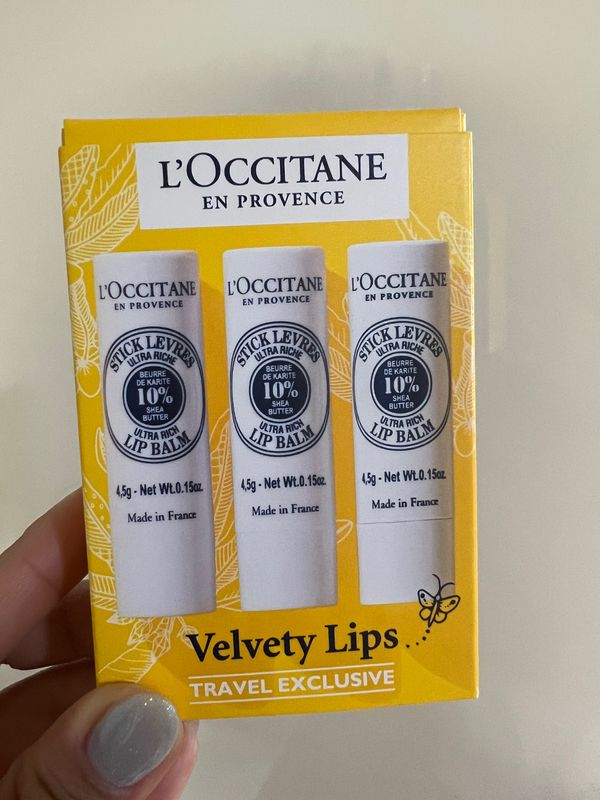 L'OCCITANE
EN PROVENCE
L'OCCITANE
EN PROVENCE
STICK LEVRES
ULTRA RICHE
BEURRE
DE KARITE
10%
SHEA
BUTTER
ULTRA RICH
LIP BALM
4,5g - Net Wt.0.15oz.
Made in France
L'OCCITANE
EN PROVENCE
STICK LEVRES
ULTRA RICHE
BEURRE
DE KARITE
10%
SHEA
BUTTER
ULTRA RICH
LIP BALM
4,5g - Net Wt.0.15oz.
Made in France
L'OCCITANE
EN PROVENCE
STICK LEVRES
ULTRA RICHE
BEURRE
DE KARITE
10%
SHEA
BUTTER
ULTRA RICH
LIP BALM
4,5g - Net Wt.0.15oz.
Made in France
Velvety Lips
TRAVEL EXCLUSIVE